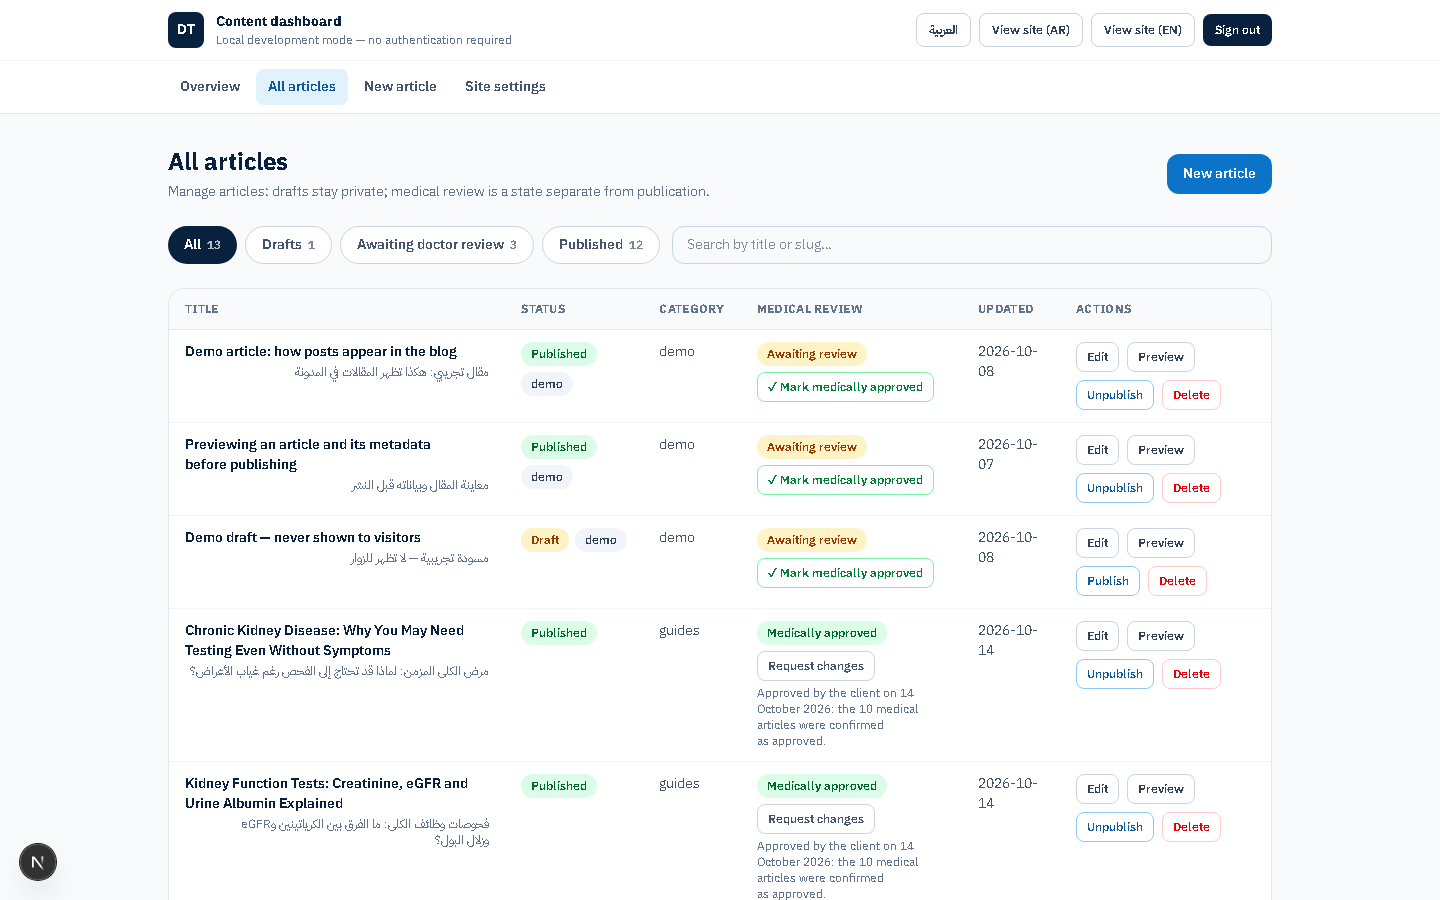 DT
Content dashboard
Local development mode — no authentication required
العربية
View site (AR)
View site (EN)
Sign out
Overview
All articles
New article
Site settings
All articles
Manage articles: drafts stay private; medical review is a state separate from publication.
New article
All 13
Drafts 1
Awaiting doctor review 3
Published 12
Search by title or slug...
TITLE
STATUS
CATEGORY
MEDICAL REVIEW
UPDATED
ACTIONS
Demo article: how posts appear in the blog
مقال تجريبي: هكذا تظهر المقالات في المدونة
Published
demo
demo
Awaiting review
✓ Mark medically approved
2026-10-
08
Edit
Preview
Unpublish
Delete
Previewing an article and its metadata
before publishing
معاينة المقال وبياناته قبل النشر
Published
demo
demo
Awaiting review
✓ Mark medically approved
2026-10-
07
Edit
Preview
Unpublish
Delete
Demo draft — never shown to visitors
مسودة تجريبية — لا تظهر للزوار
Draft
demo
demo
Awaiting review
✓ Mark medically approved
2026-10-
08
Edit
Preview
Publish
Delete
Chronic Kidney Disease: Why You May Need
Testing Even Without Symptoms
مرض الكلى المزمن: لماذا قد تحتاج إلى الفحص رغم غياب الأعراض؟
Published
guides
Medically approved
Request changes
Approved by the client on 14
October 2026: the 10 medical
articles were confirmed
as approved.
2026-10-
14
Edit
Preview
Unpublish
Delete
Kidney Function Tests: Creatinine, eGFR and
Urine Albumin Explained
فحوصات وظائف الكلى: ما الفرق بين الكرياتينين وeGFR
وزلال البول؟
Published
guides
Medically approved
Request changes
Approved by the client on 14
October 2026: the 10 medical
articles were confirmed
as approved.
2026-10-
14
Edit
Preview
Unpublish
Delete
N